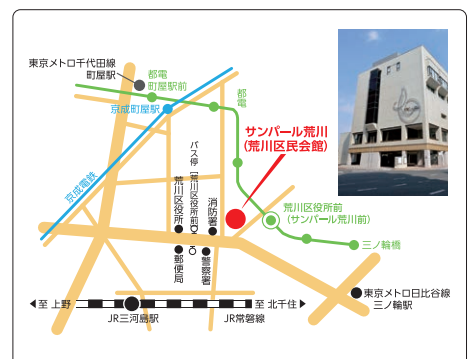 東京メトロ千代田線
町屋駅
都電
町屋駅前
京成町屋駅
都電
サンパール荒川
(荒川区民会館)
京成電鉄
バス停[荒川区役所前]
荒川区役所
消防署
荒川区役所前
(サンパール荒川前)
三ノ輪橋
郵便局
警察署
東京メトロ日比谷線
三ノ輪駅
至 上野
至 北千住
JR三河島駅
JR常磐線